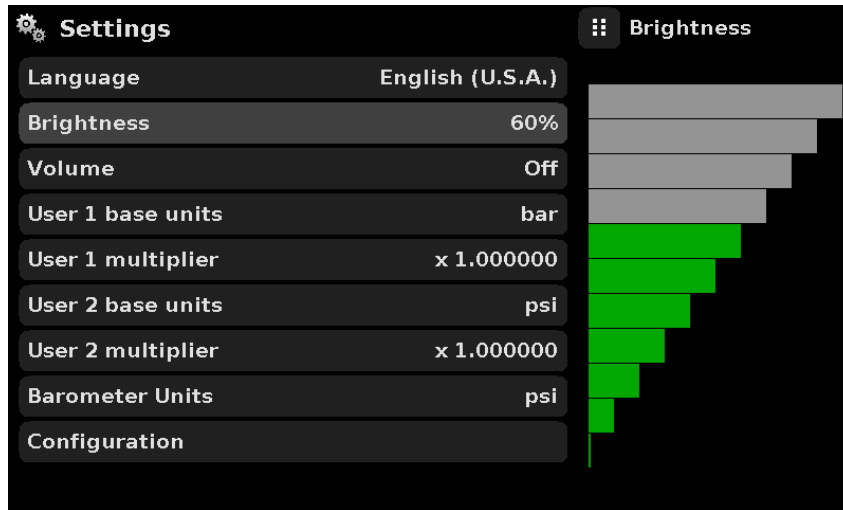 Settings
Brightness
Language English (U.S.A.)
Brightness 60%
Volume Off
User 1 base units bar
User 1 multiplier x 1.000000
User 2 base units psi
User 2 multiplier x 1.000000
Barometer Units psi
Configuration